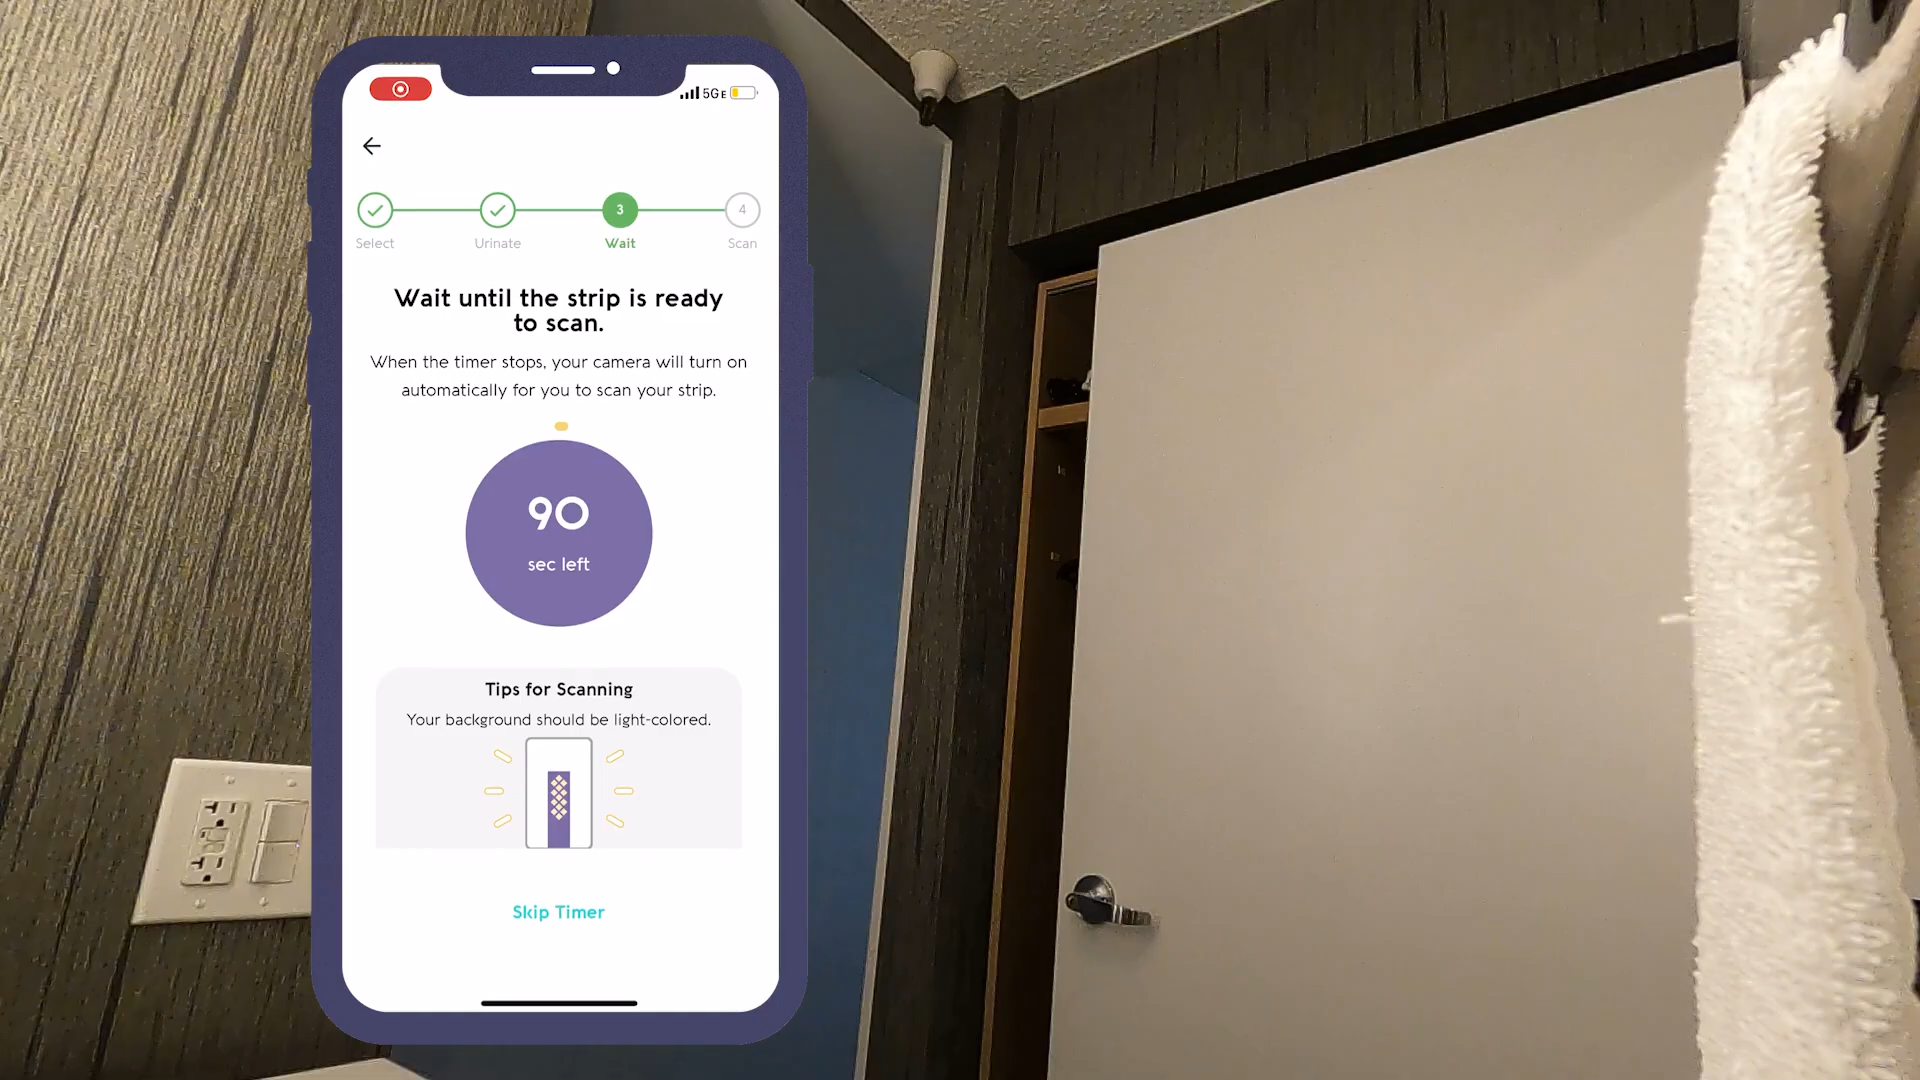 5GE
Select
Urinate
3
Wait
4
Scan
Wait until the strip is ready
to scan.
When the timer stops, your camera will turn on
automatically for you to scan your strip.
90
sec left
Tips for Scanning
Your background should be light-colored.
Skip Timer